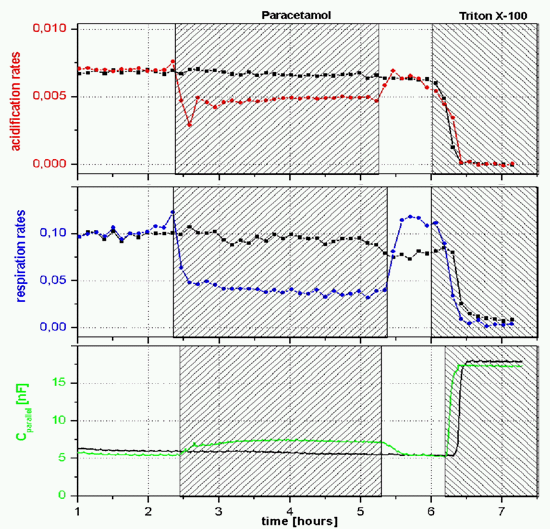 Paracetamol Triton X-100
0,010
0,005
0,000
acidification rates
0,10
0,05
0,00
respiration rates
15
10
5
0
C parallel [nF]
1 2 3 4 5 6 7
time [hours]